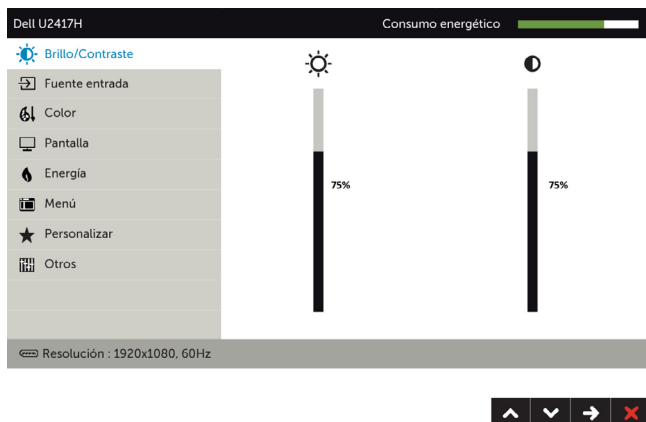 Dell U2417H
Consumo energético
Brillo/Contraste
Fuente entrada
Color
Pantalla
Energía
Menú
Personalizar
Otros
75%
75%
Resolución : 1920x1080, 60Hz